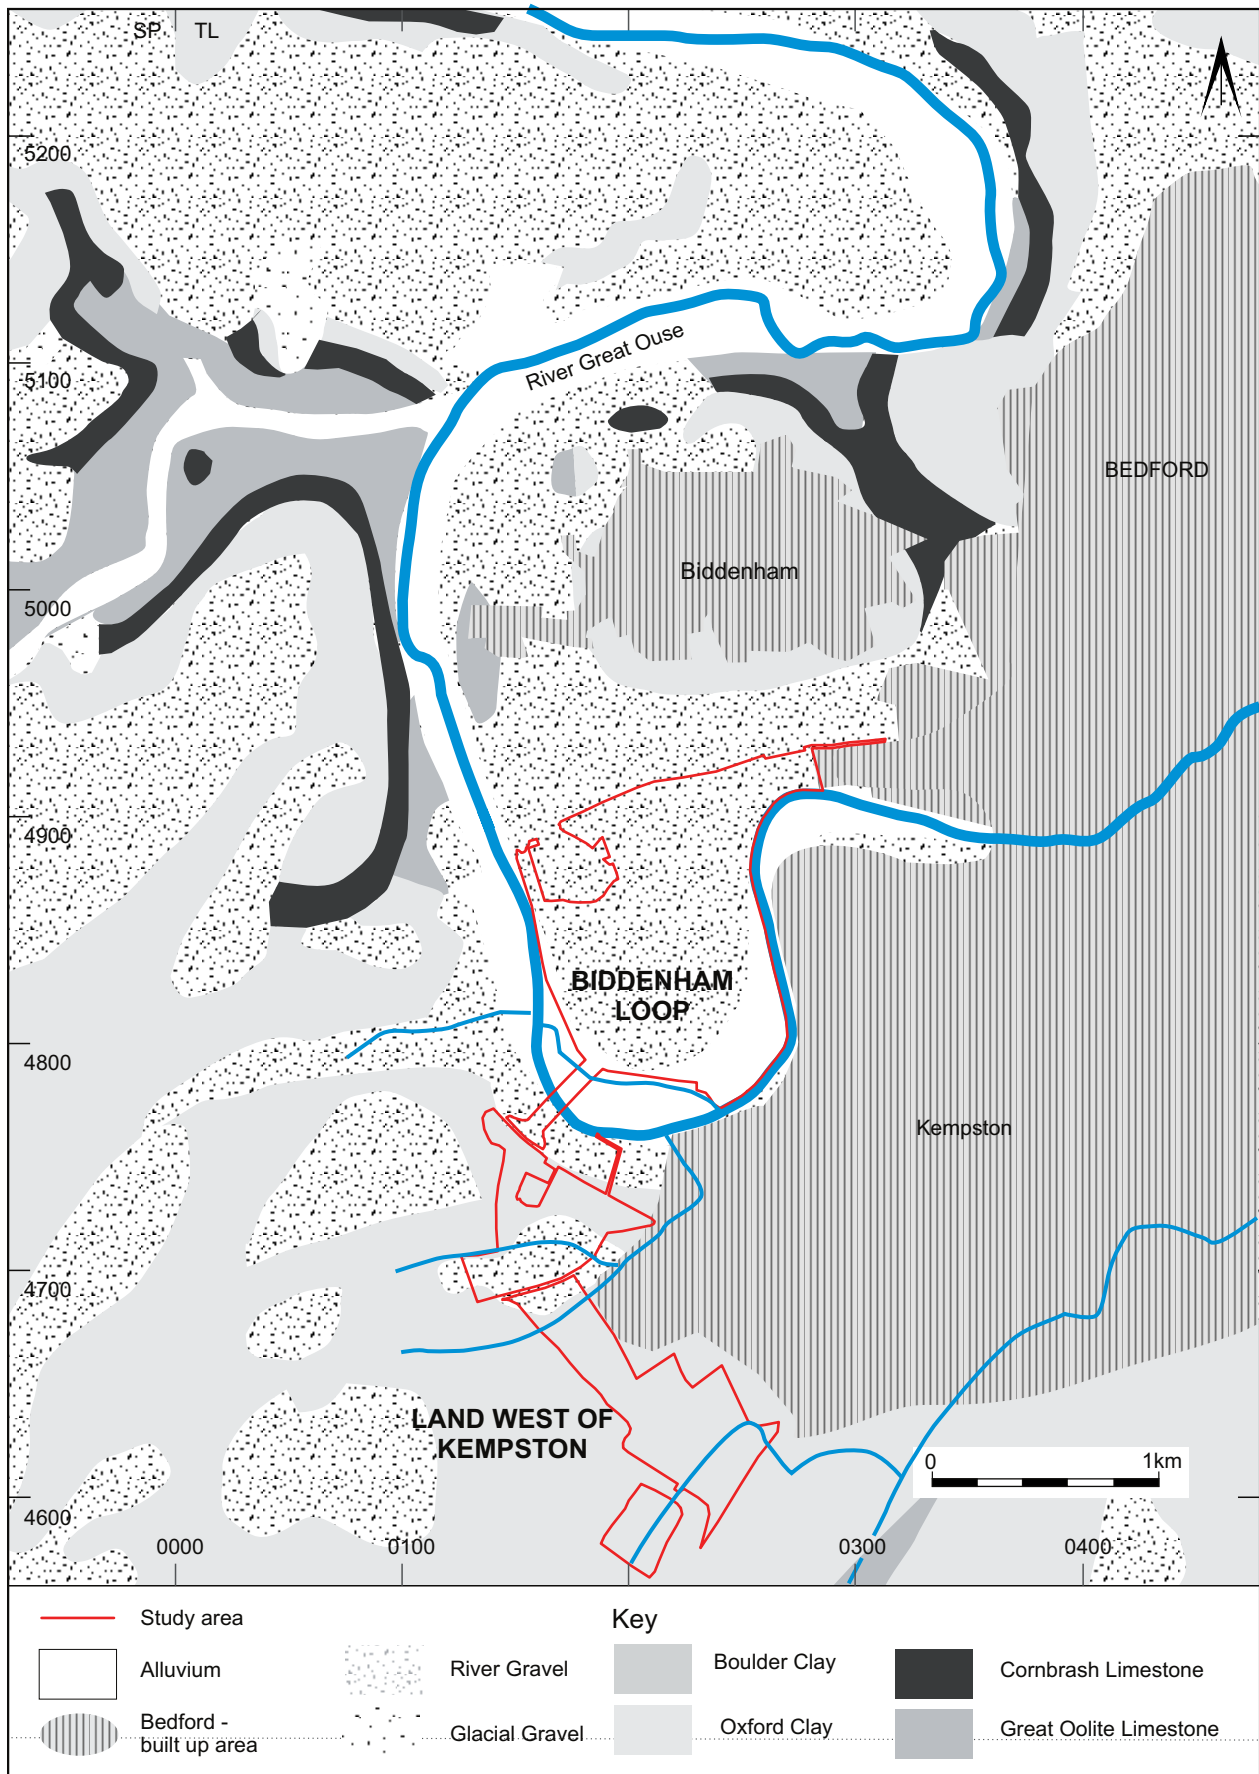 SP TL
5200
5100
River Great Ouse
BEDFORD
Biddenham
5000
4900
BIDDENHAM
LOOP
4800
Kempston
4700
LAND WEST OF
KEMPSTON
0 1km
4600
0000 0100 0300 0400
Key
Study area
Alluvium
Bedford -
built up area
River Gravel
Glacial Gravel
Boulder Clay
Oxford Clay
Cornbrash Limestone
Great Oolite Limestone